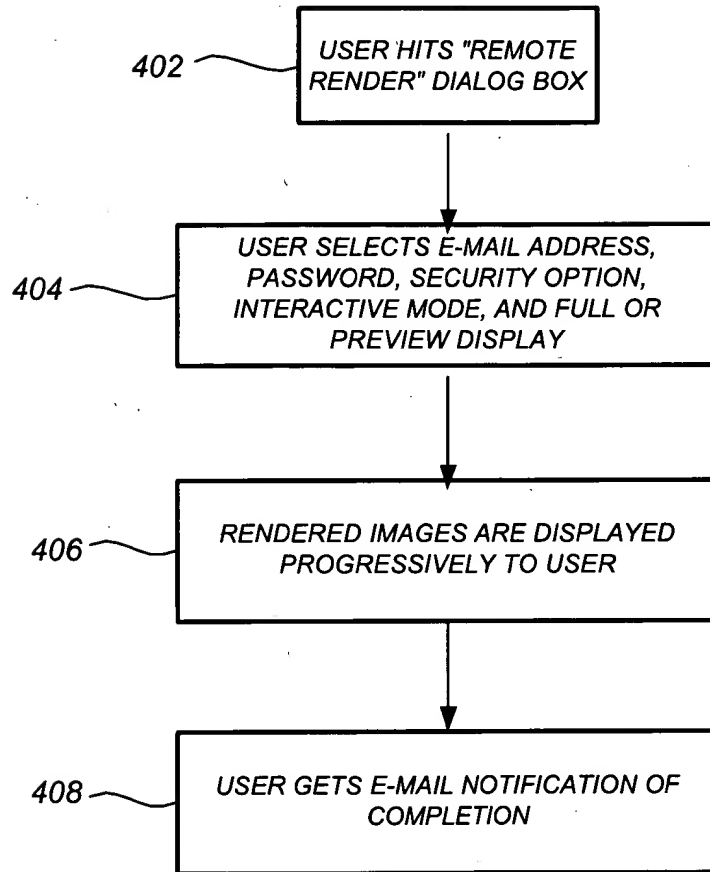 402
USER HITS "REMOTE
RENDER" DIALOG BOX
404
USER SELECTS E-MAIL ADDRESS,
PASSWORD, SECURITY OPTION,
INTERACTIVE MODE, AND FULL OR
PREVIEW DISPLAY
406
RENDERED IMAGES ARE DISPLAYED
PROGRESSIVELY TO USER
408
USER GETS E-MAIL NOTIFICATION OF
COMPLETION